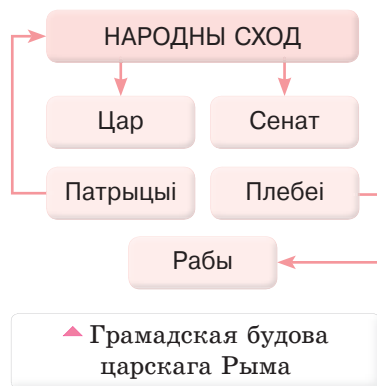 НАРОДНЫ СХОД
Цар Сенат
Патрыцыі Плебеі
Рабы
Грамадская будова
царскага Рыма